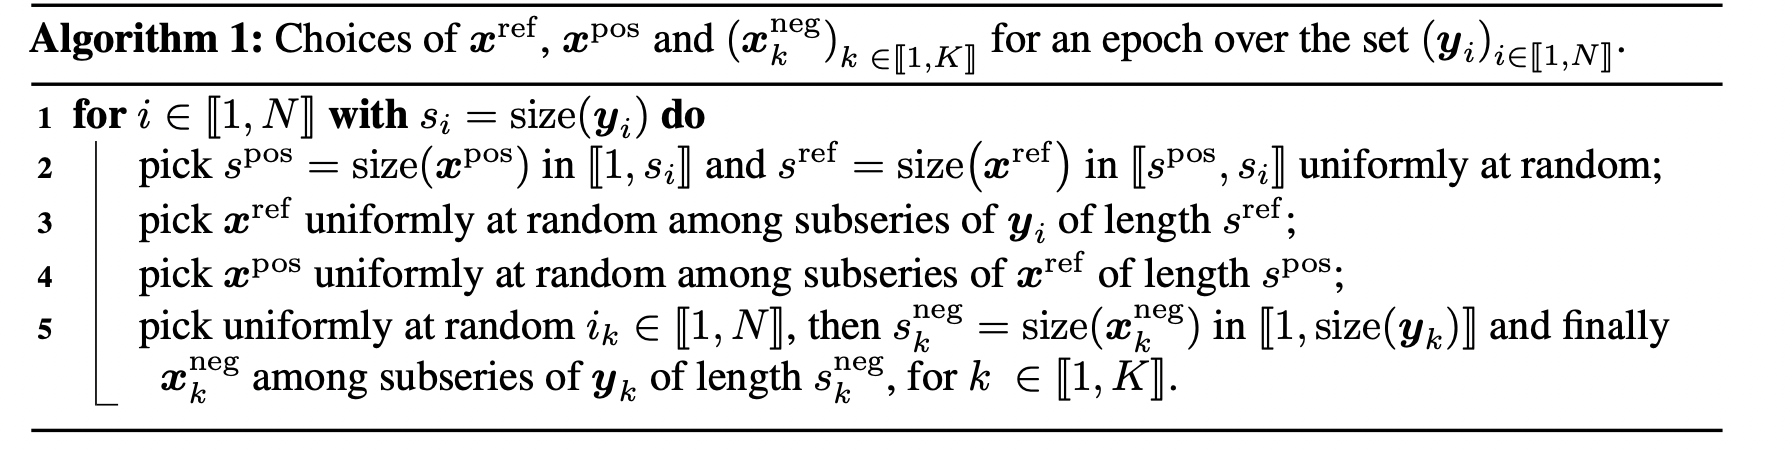 Algorithm 1: Choices of 𝒙^ref, 𝒙^pos and (𝒙_k^neg)_{k ∈⟦1,K⟧} for an epoch over the set (𝒚_i)_{i∈⟦1,N⟧}.
1 for i ∈ ⟦1, N⟧ with s_i = size(𝒚_i) do
2 pick s^pos = size(𝒙^pos) in ⟦1, s_i⟧ and s^ref = size(𝒙^ref) in ⟦s^pos, s_i⟧ uniformly at random;
3 pick 𝒙^ref uniformly at random among subseries of 𝒚_i of length s^ref;
4 pick 𝒙^pos uniformly at random among subseries of 𝒙^ref of length s^pos;
5 pick uniformly at random i_k ∈ ⟦1, N⟧, then s_k^neg = size(𝒙_k^neg) in ⟦1, size(𝒚_k)⟧ and finally
𝒙_k^neg among subseries of 𝒚_k of length s_k^neg, for k ∈ ⟦1, K⟧.